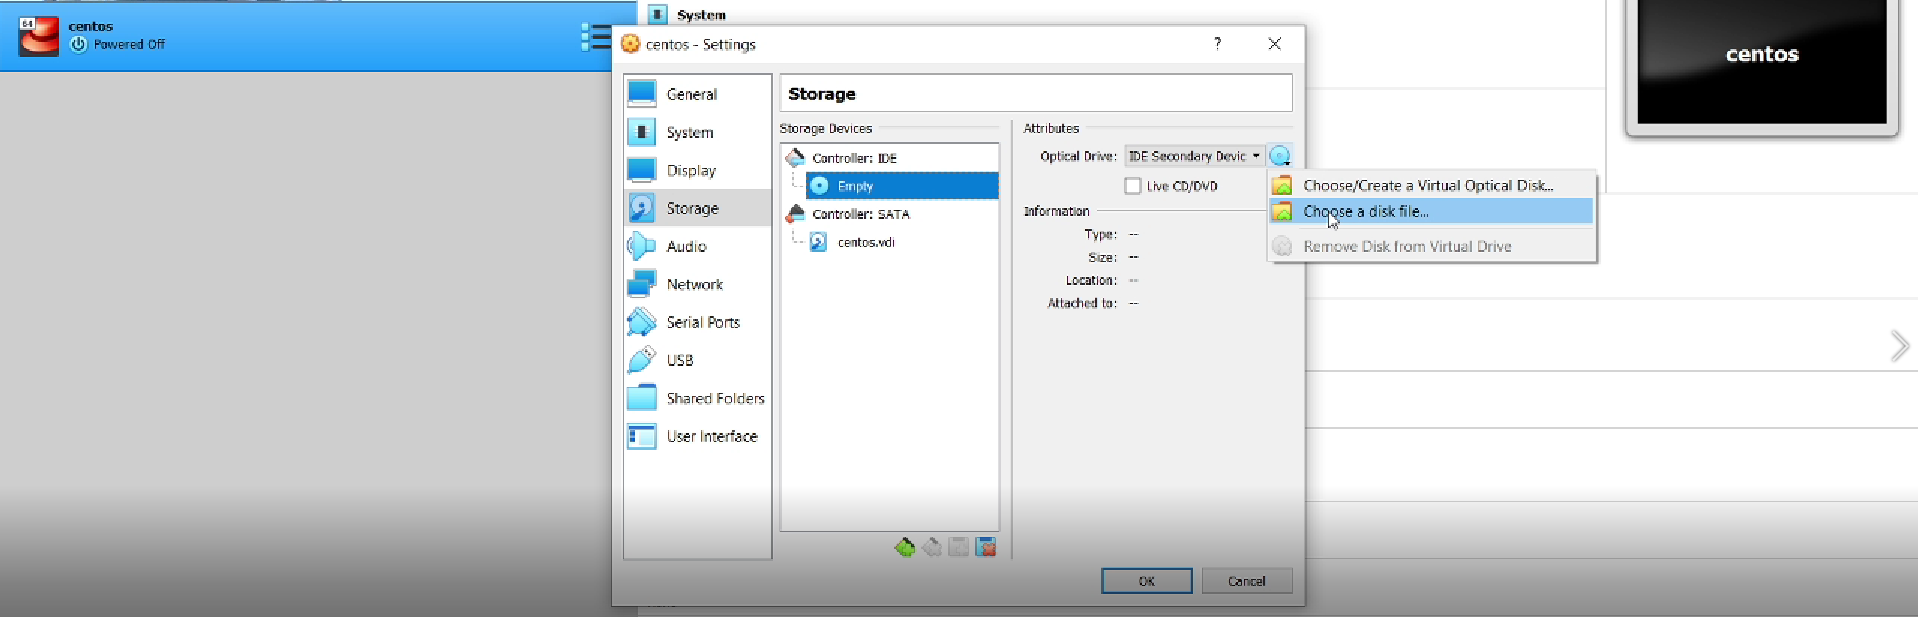 64
centos
Powered Off
System
centos - Settings
?
General
System
Display
Storage
Audio
Network
Serial Ports
USB
Shared Folders
User Interface
Storage
Storage Devices
Controller: IDE
Empty
Controller: SATA
centos.vdi
Attributes
Optical Drive: IDE Secondary Devic
Live CD/DVD
Information
Type: --
Size: --
Location: --
Attached to: --
Choose/Create a Virtual Optical Disk...
Choose a disk file...
Remove Disk from Virtual Drive
OK
Cancel
centos